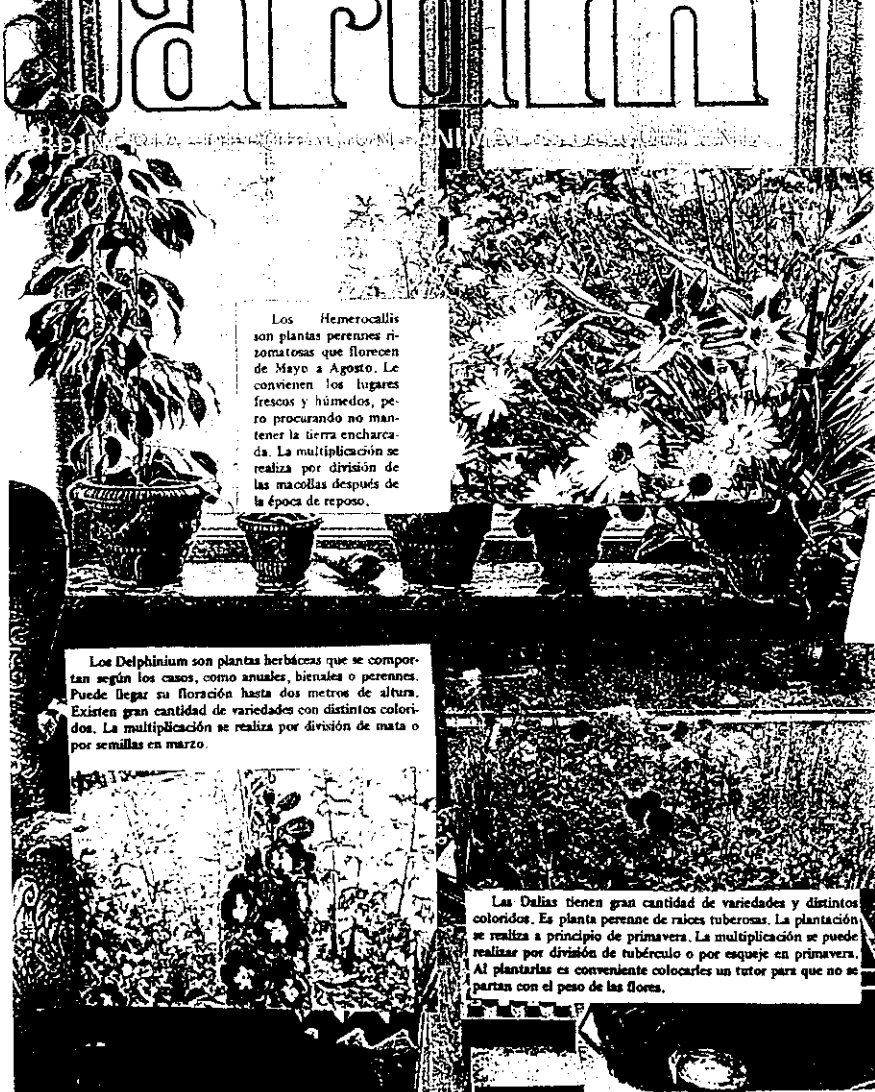 Jardín
Los Hemerocallis
son plantas perennes ri-
zomatosas que florecen
de Mayo a Agosto. Le
convienen los lugares
frescos y húmedos, pe-
ro procurando no man-
tener la tierra encharca-
da. La multiplicación se
realiza por división de
las macollas después de
la época de reposo.
Los Delphinium son plantas herbáceas que se compor-
tan según los casos, como anuales, bienales o perennes.
Puede llegar su floración hasta dos metros de altura.
Existen gran cantidad de variedades con distintos colori-
dos. La multiplicación se realiza por división de mata o
por semillas en marzo.
Las Dalias tienen gran cantidad de variedades y distintos
coloridos. Es planta perenne de raices tuberosas. La plantación
se realiza a principio de primavera. La multiplicación se puede
realizar por división de tubérculo o por esqueje en primavera.
Al plantarlas es conveniente colocarles un tutor para que no se
partan con el peso de las flores.